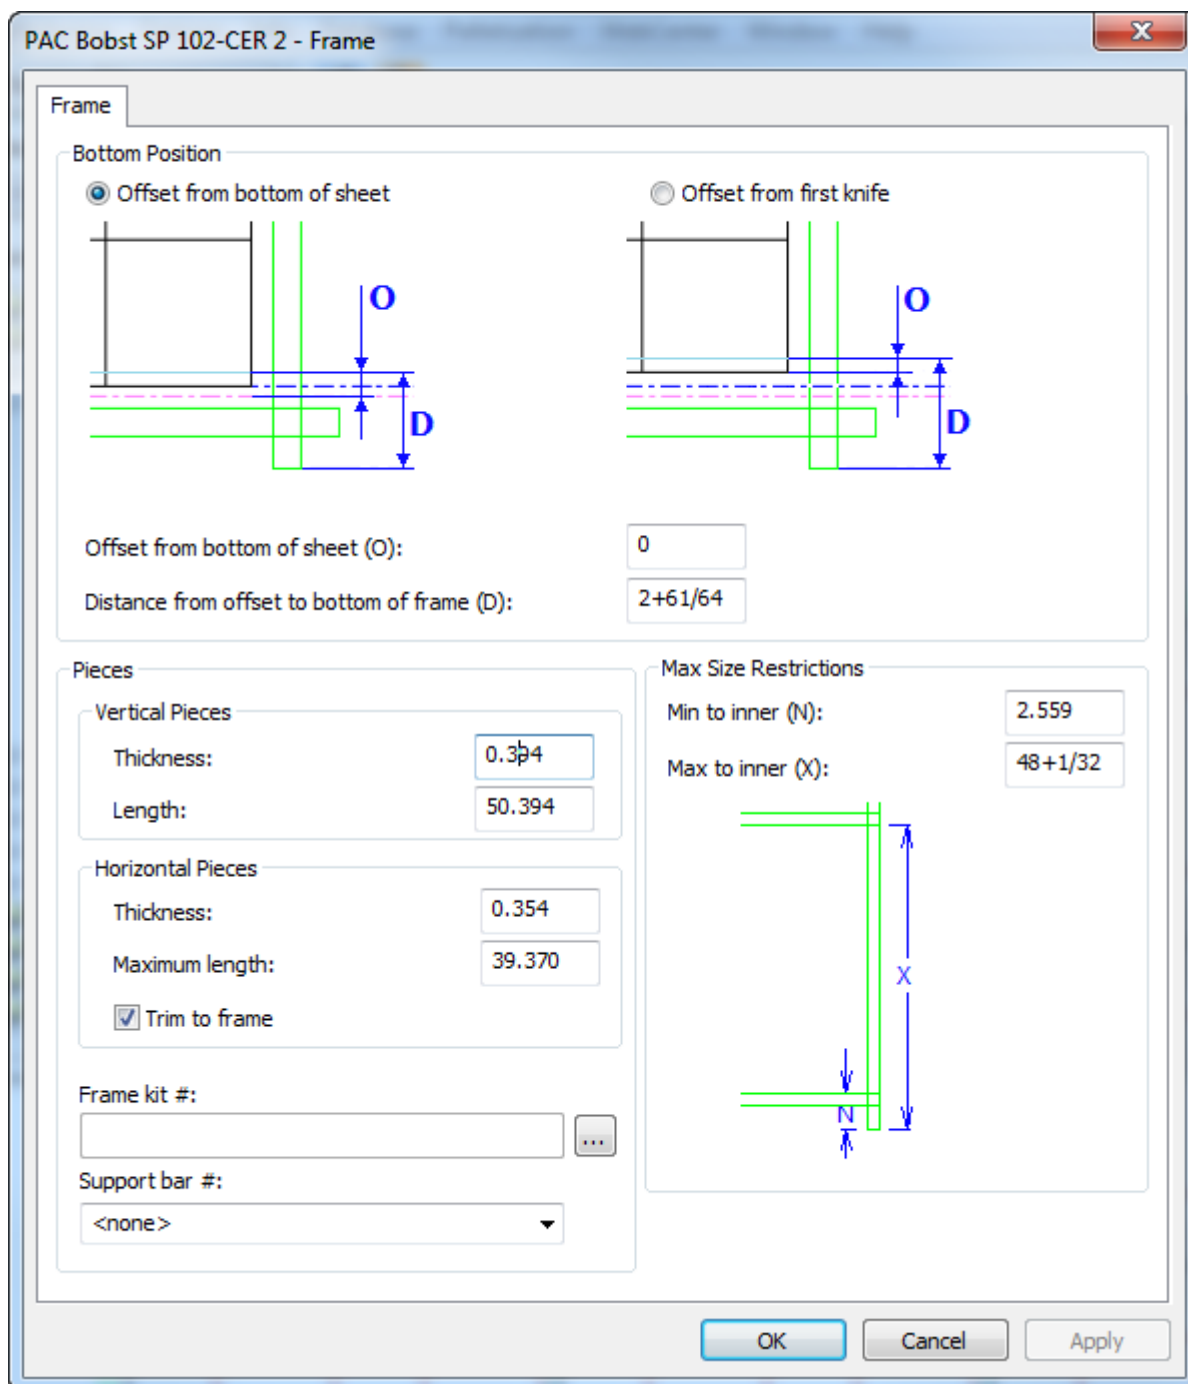 PAC Bobst SP 102-CER 2 - Frame
Frame
Bottom Position
Offset from bottom of sheet
Offset from first knife
O
D
O
D
Offset from bottom of sheet (O):
0
Distance from offset to bottom of frame (D):
2+61/64
Pieces
Vertical Pieces
Thickness:
0.394
Length:
50.394
Horizontal Pieces
Thickness:
0.354
Maximum length:
39.370
Trim to frame
Frame kit #:
...
Support bar #:
<none>
Max Size Restrictions
Min to inner (N):
2.559
Max to inner (X):
48+1/32
X
N
OK
Cancel
Apply